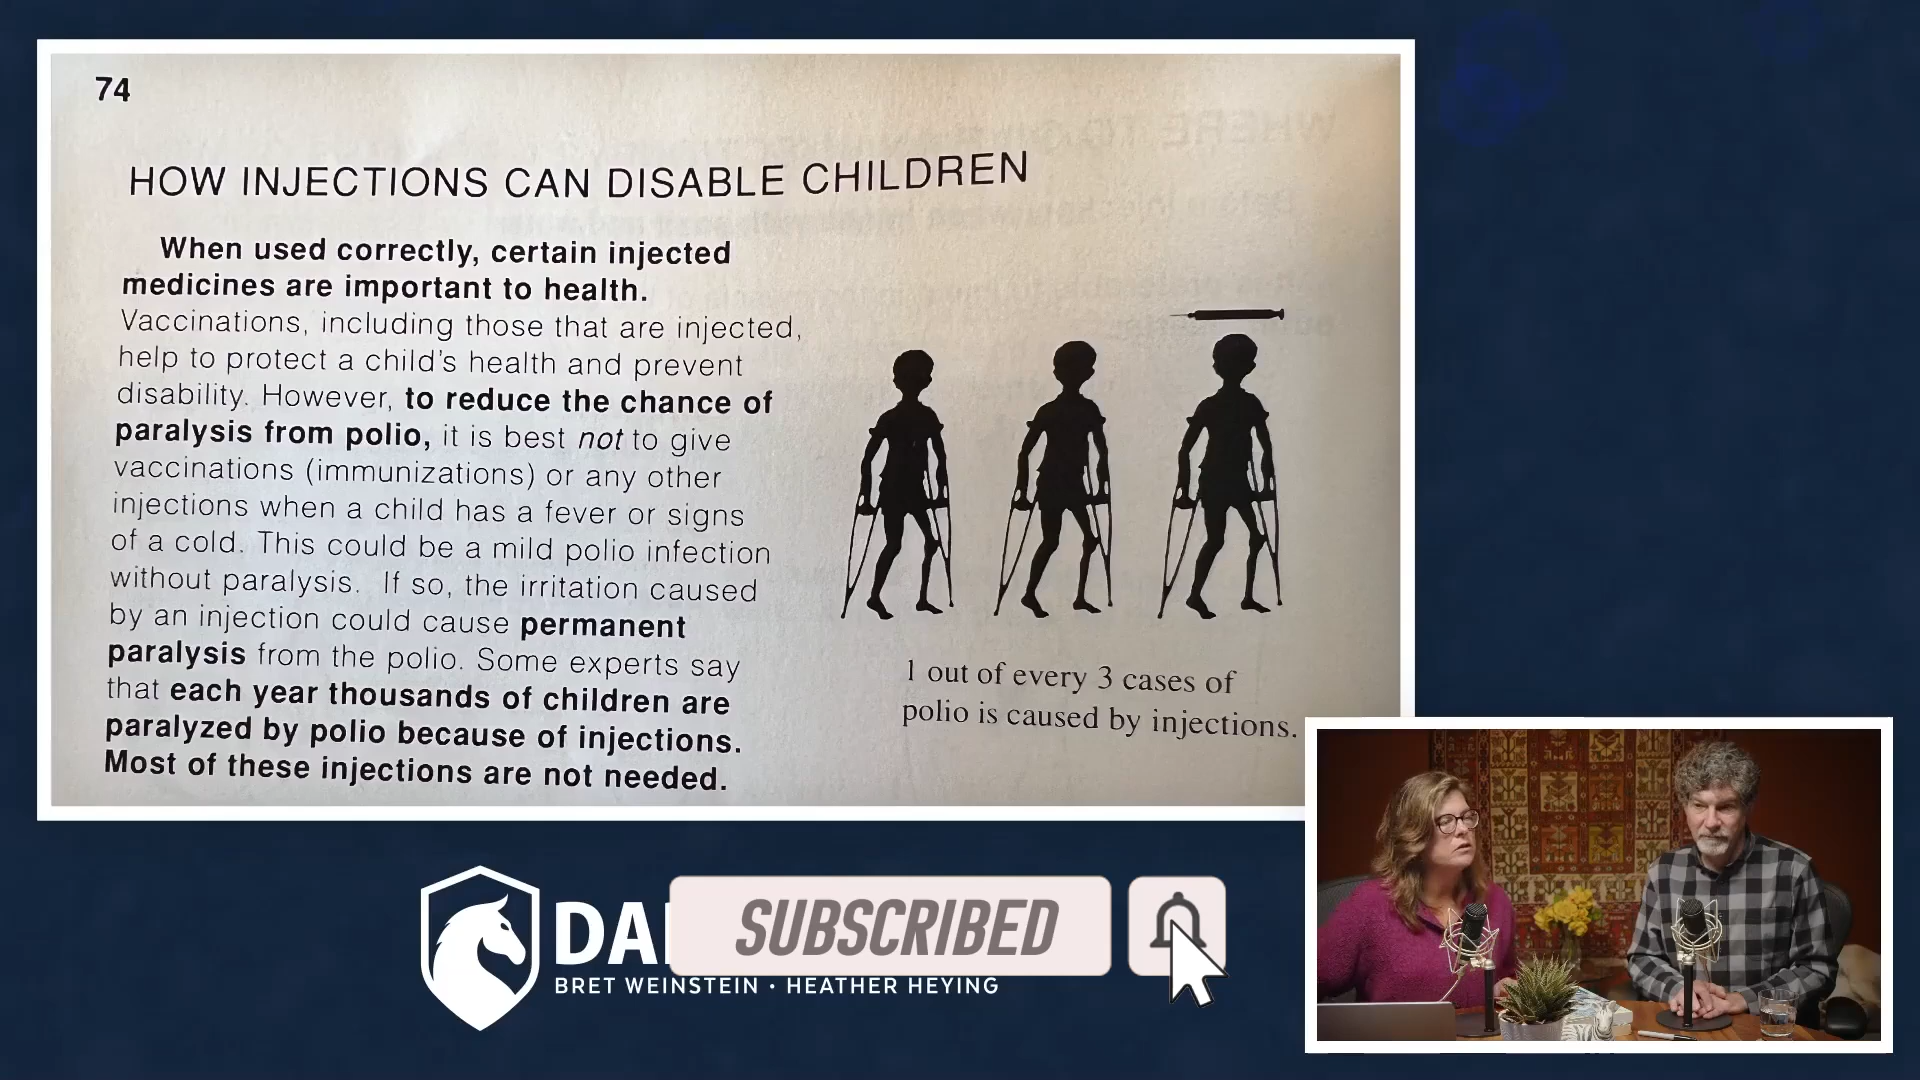 74
HOW INJECTIONS CAN DISABLE CHILDREN
When used correctly, certain injected
medicines are important to health.
Vaccinations, including those that are injected,
help to protect a child's health and prevent
disability. However, to reduce the chance of
paralysis from polio, it is best not to give
vaccinations (immunizations) or any other
injections when a child has a fever or signs
of a cold. This could be a mild polio infection
without paralysis. If so, the irritation caused
by an injection could cause permanent
paralysis from the polio. Some experts say
that each year thousands of children are
paralyzed by polio because of injections.
Most of these injections are not needed.
1 out of every 3 cases of
polio is caused by injections.
SUBSCRIBED
BRET WEINSTEIN · HEATHER HEYING